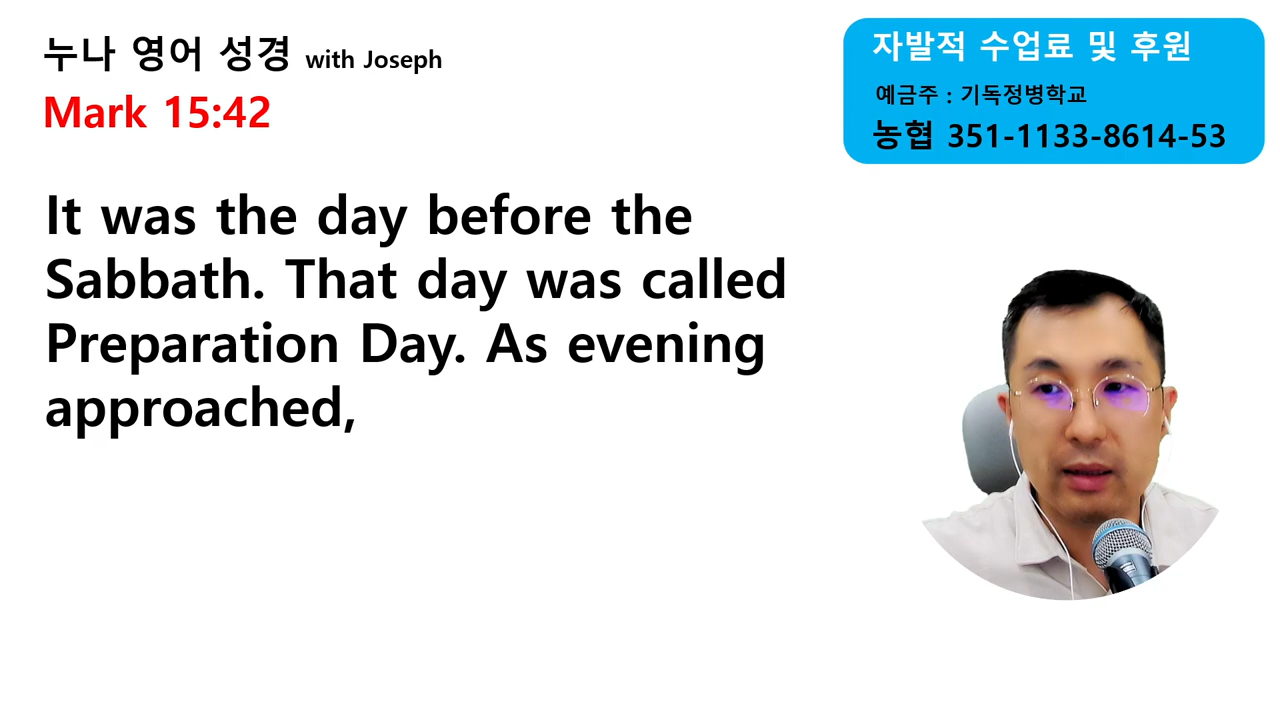 누나 영어 성경 with Joseph
Mark 15:42
자발적 수업료 및 후원
예금주 : 기독정병학교
농협 351-1133-8614-53
It was the day before the
Sabbath. That day was called
Preparation Day. As evening
approached,